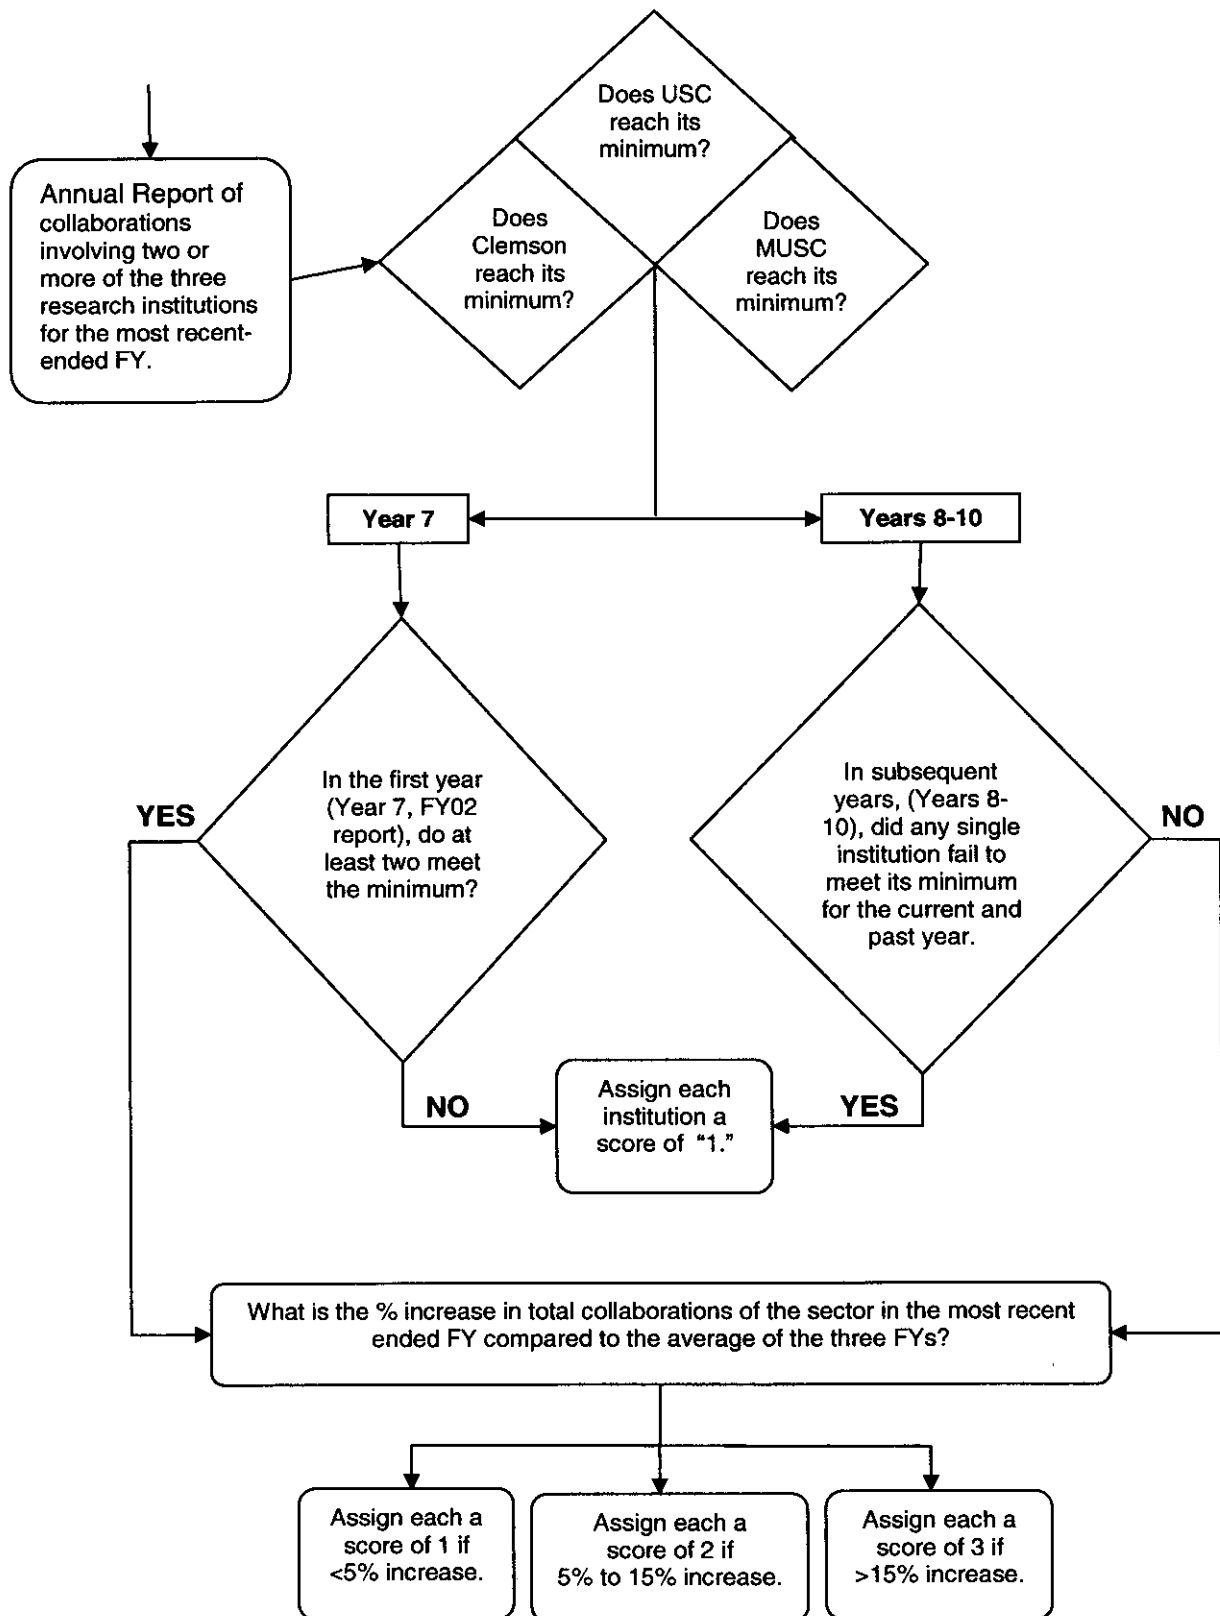 Does USC
reach its
minimum?
Annual Report of
collaborations
involving two or
more of the three
research institutions
for the most recent-
ended FY.
Does
Clemson
reach its
minimum?
Does
MUSC
reach its
minimum?
Year 7
Years 8-10
In the first year
(Year 7, FY02
report), do at
least two meet
the minimum?
YES
In subsequent
years, (Years 8-
10), did any single
institution fail to
meet its minimum
for the current and
past year.
NO
NO
Assign each
institution a
score of "1."
YES
What is the % increase in total collaborations of the sector in the most recent
ended FY compared to the average of the three FYs?
Assign each a
score of 1 if
<5% increase.
Assign each a
score of 2 if
5% to 15% increase.
Assign each a
score of 3 if
>15% increase.